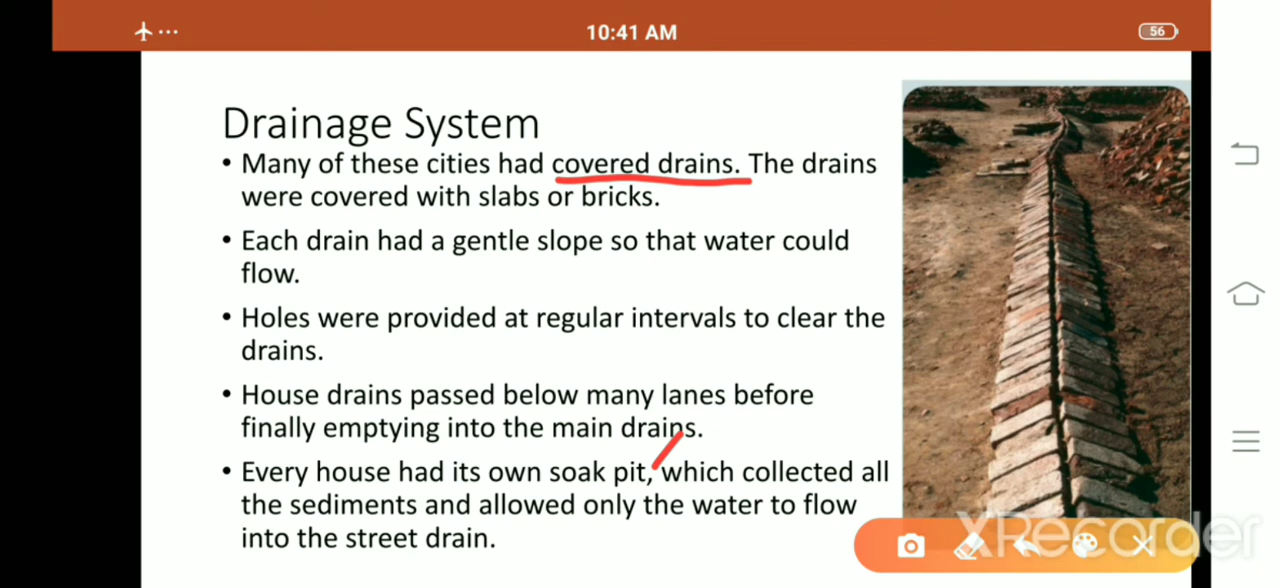 10:41 AM
56
Drainage System
• Many of these cities had covered drains. The drains
were covered with slabs or bricks.
• Each drain had a gentle slope so that water could
flow.
• Holes were provided at regular intervals to clear the
drains.
• House drains passed below many lanes before
finally emptying into the main drains.
• Every house had its own soak pit, which collected all
the sediments and allowed only the water to flow
into the street drain.
XRecorder